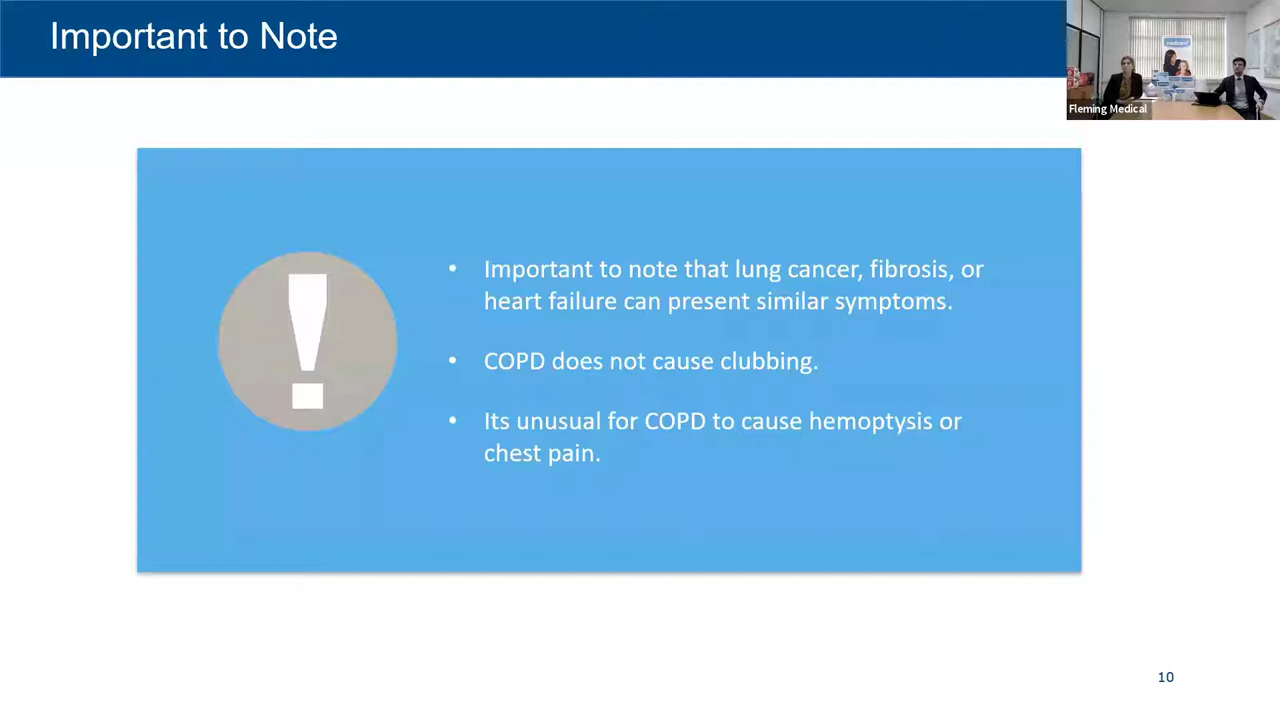 Important to Note
Fleming Medical
• Important to note that lung cancer, fibrosis, or
heart failure can present similar symptoms.
• COPD does not cause clubbing.
• Its unusual for COPD to cause hemoptysis or
chest pain.
10